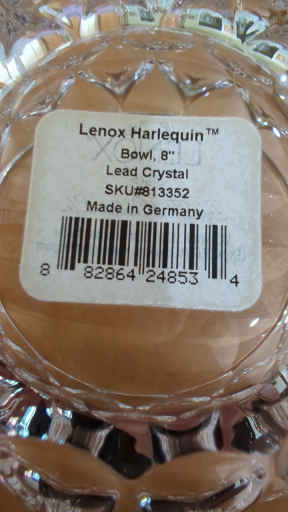 Lenox Harlequin™
Bowl, 8"
Lead Crystal
SKU#813352
Made in Germany
8 82864 24853 4